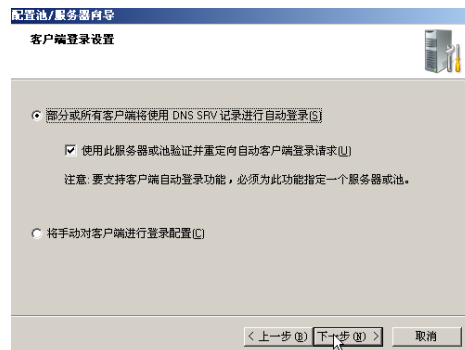 配置池/服务器向导
客户端登录设置
部分或所有客户端将使用 DNS SRV 记录进行自动登录(S)
使用此服务器或池验证并重定向自动客户端登录请求(U)
注意:要支持客户端自动登录功能，必须为此功能指定一个服务器或池。
将手动对客户端进行登录配置(C)
< 上一步(B) 下一步(N) > 取消